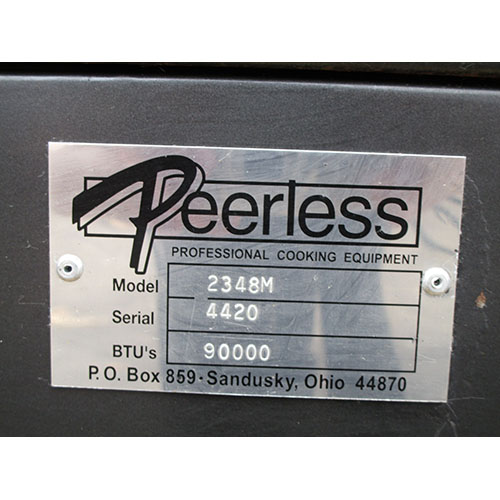 Peerless
PROFESSIONAL COOKING EQUIPMENT
Model 2348M
Serial 4420
BTU's 90000
P.O. Box 859-Sandusky, Ohio 44870